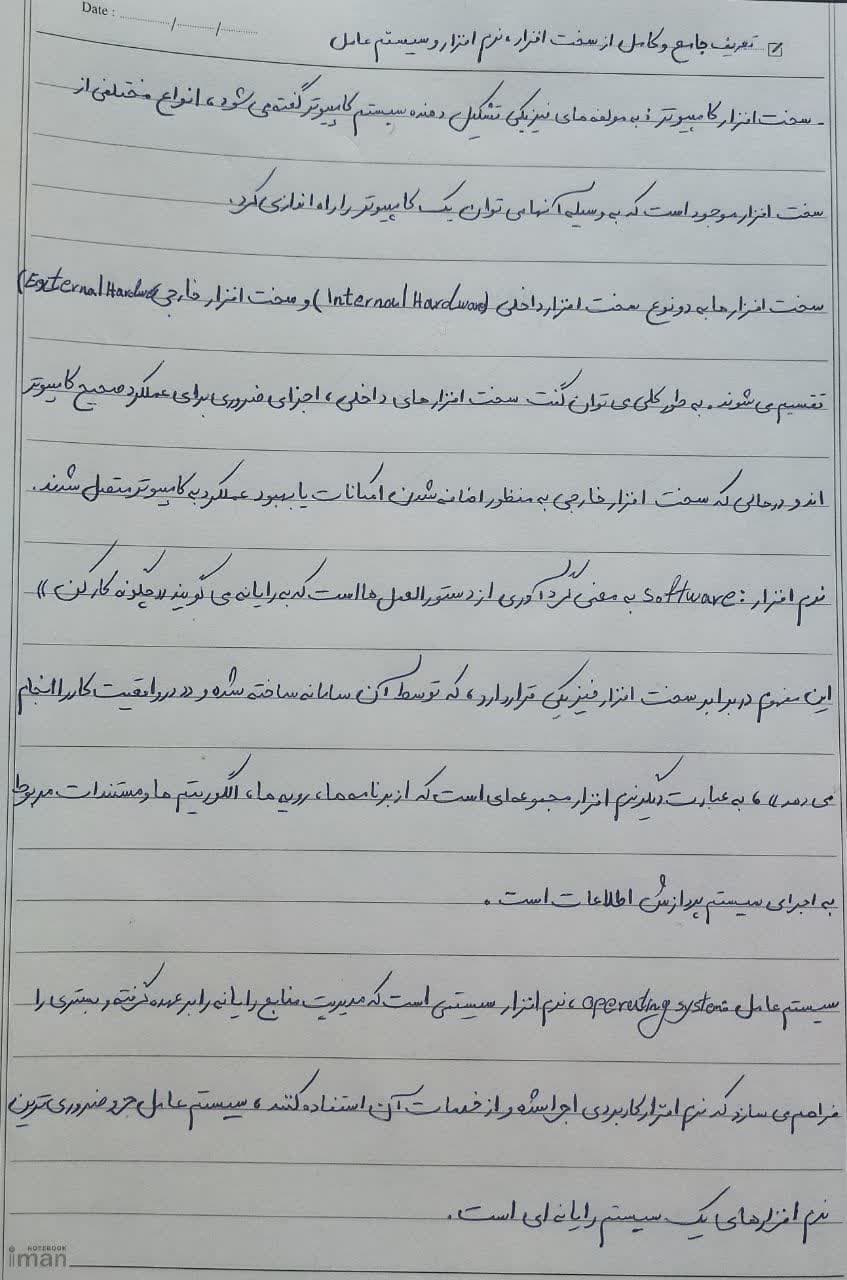 Date : ........../........./.........
تعریف جامع و کامل از سخت افزار ، نرم افزار و سیستم عامل
- سخت افزار کامپیوتر : به مولفه های فیزیکی تشکیل دهنده سیستم کامپیوتر گفته می شود ، انواع مختلفی از
سخت افزار موجود است که به وسیله آنها می توان یک کامپیوتر را راه اندازی کرد.
سخت افزار ها به دو نوع سخت افزار داخلی (Internal Hardware) و سخت افزار خارجی (External Hardware)
تقسیم می شوند . به طور کلی می توان گفت سخت افزار های داخلی ، اجزای ضروری برای عملکرد صحیح کامپیوتر
اند و در حالی که سخت افزار خارجی به منظور اضافه شدن امکانات یا بهبود عملکرد به کامپیوتر متصل شدند .
نرم افزار : Software به معنی گردآوری از دستورالعمل ها است که به رایانه می گویند « چگونه کار کن »
این مفهوم در برابر سخت افزار فیزیکی قرار دارد ، که توسط آن سامانه ساخته شده و در واقعیت کار را انجام
می دهد » ، به عبارت دیگر نرم افزار مجموعه ای است که از برنامه ها ، رویه ها ، الگوریتم ها و مستندات مربوط
به اجرای سیستم پردازش اطلاعات است .
سیستم عامل operating system ، نرم افزار سیستمی است که مدیریت منابع رایانه را بر عهده گرفته و بستری را
فراهم می سازد که نرم افزار کاربردی اجرا شده و از خدمات آن استفاده کنند ، سیستم عامل جزء ضروری ترین
نرم افزارهای یک سیستم رایانه ای است .
NOTEBOOK
iman